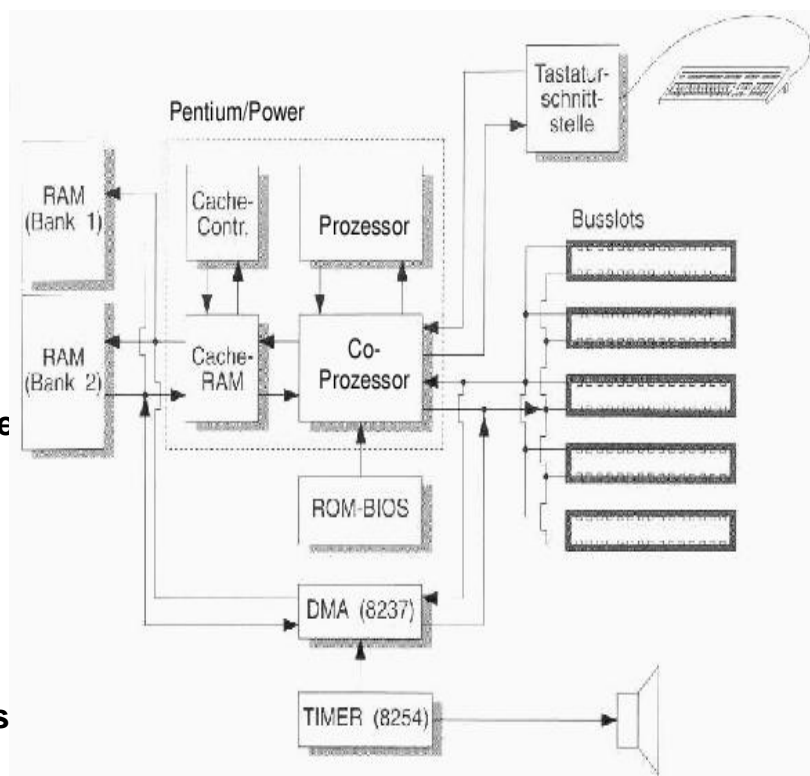 Tastatur-
schnitt-
stelle
Pentium/Power
RAM
(Bank 1)
Cache-
Contr.
Prozessor
Busslots
RAM
(Bank 2)
Cache-
RAM
Co-
Prozessor
e
ROM-BIOS
DMA (8237)
s
TIMER (8254)